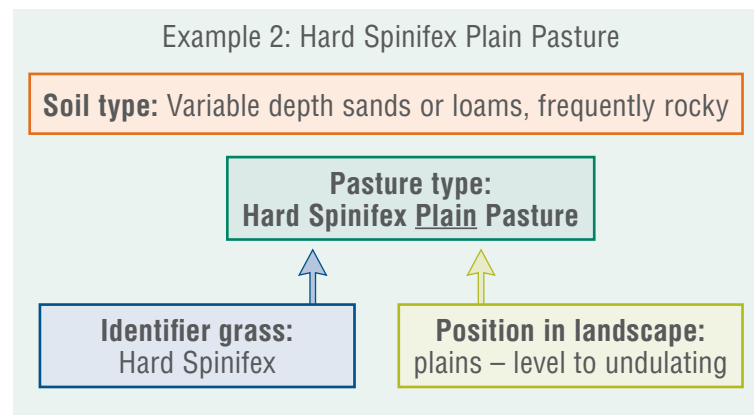 Example 2: Hard Spinifex Plain Pasture
Soil type: Variable depth sands or loams, frequently rocky
Pasture type:
Hard Spinifex Plain Pasture
Identifier grass:
Hard Spinifex
Position in landscape:
plains – level to undulating